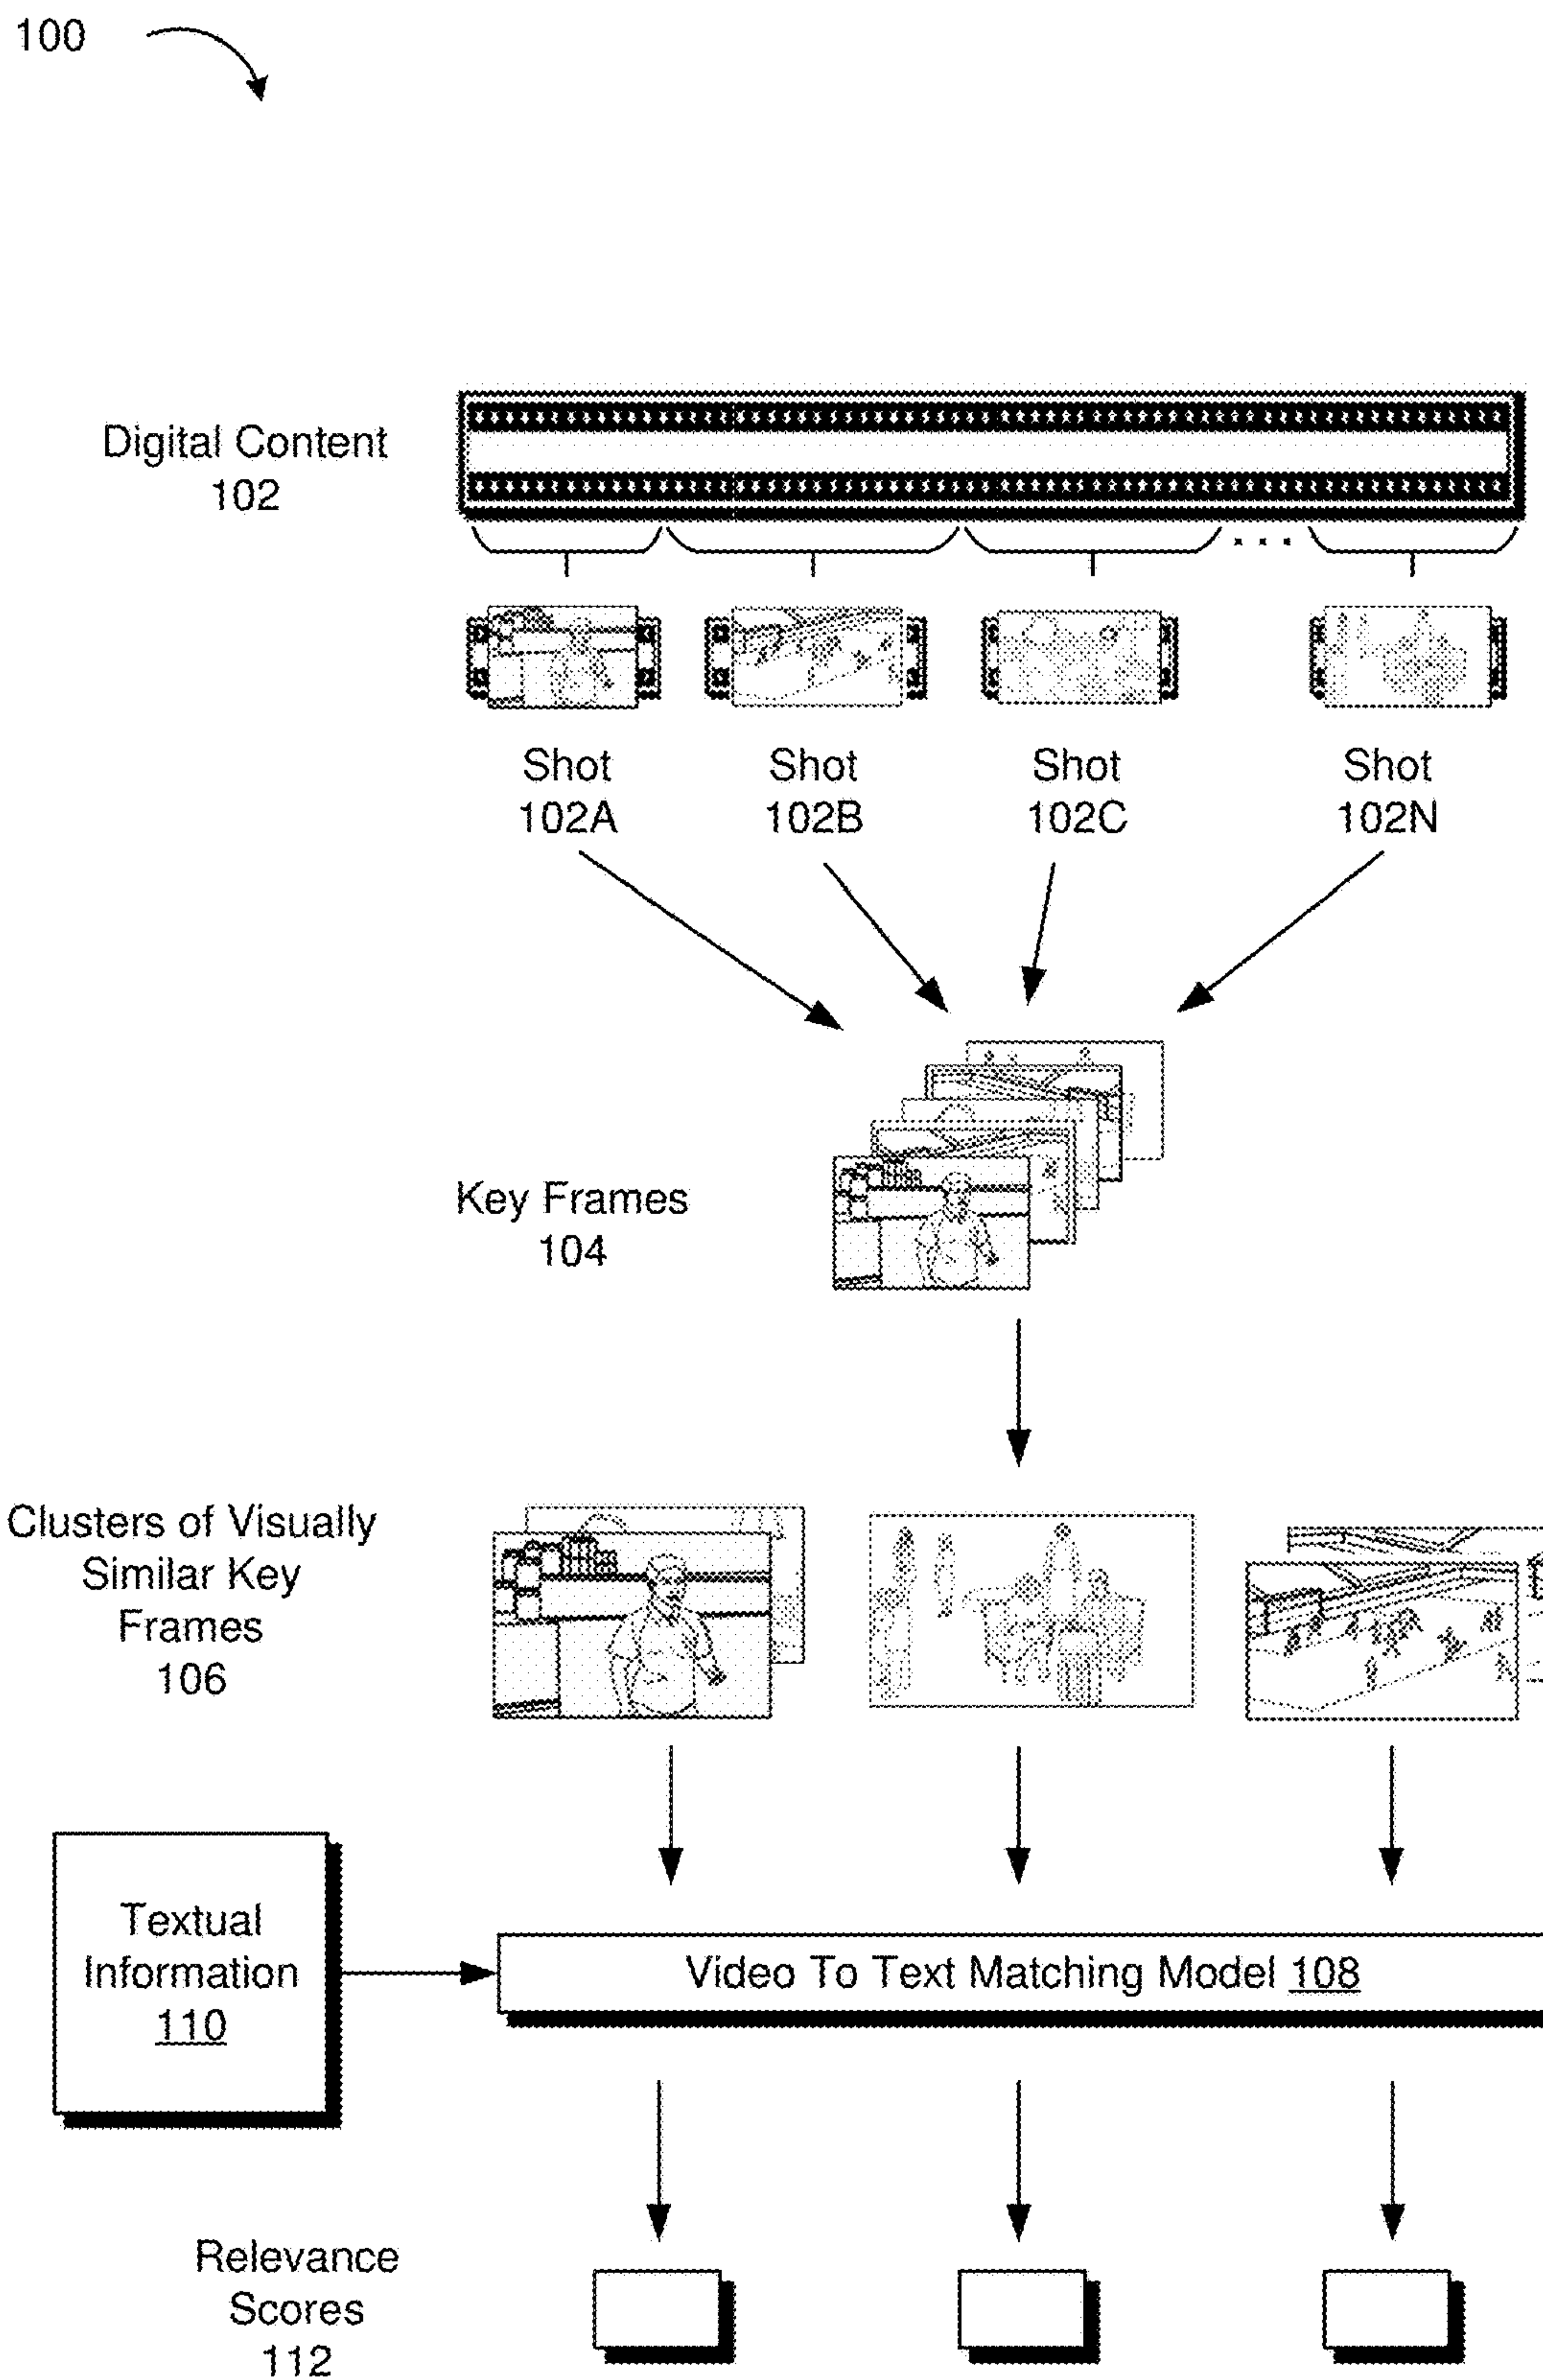 100
Digital Content
102
. . .
Shot
102A
Shot
102B
Shot
102C
Shot
102N
Key Frames
104
Clusters of Visually
Similar Key
Frames
106
Textual
Information
110
Video To Text Matching Model 108
Relevance
Scores
112